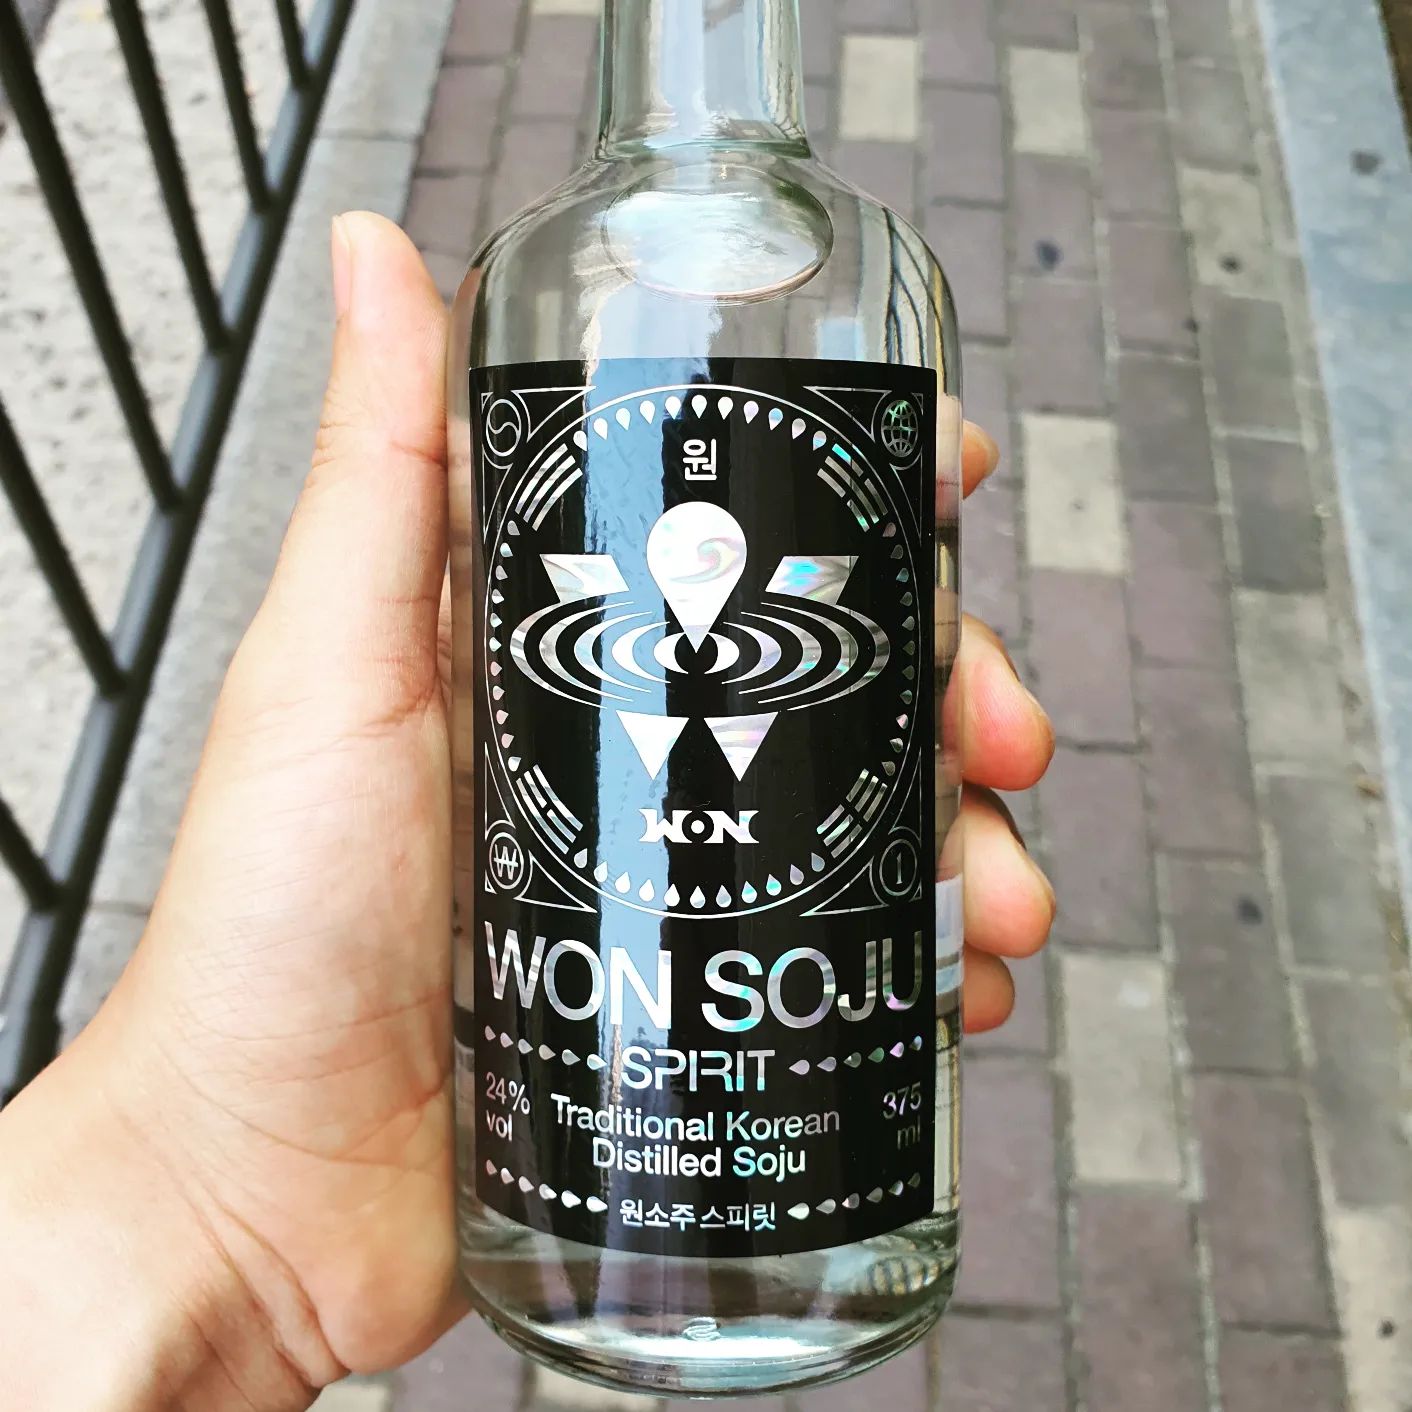 원
WON
₩
1
WON SOJU
SPIRIT
24%
vol
Traditional Korean
Distilled Soju
375
ml
원소주 스피릿